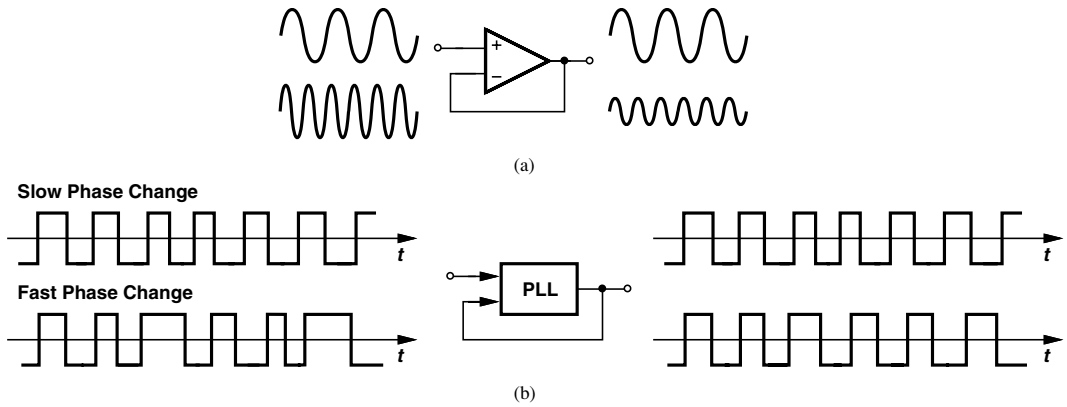 +
−
(a)
Slow Phase Change
t
t
Fast Phase Change
PLL
t
t
(b)